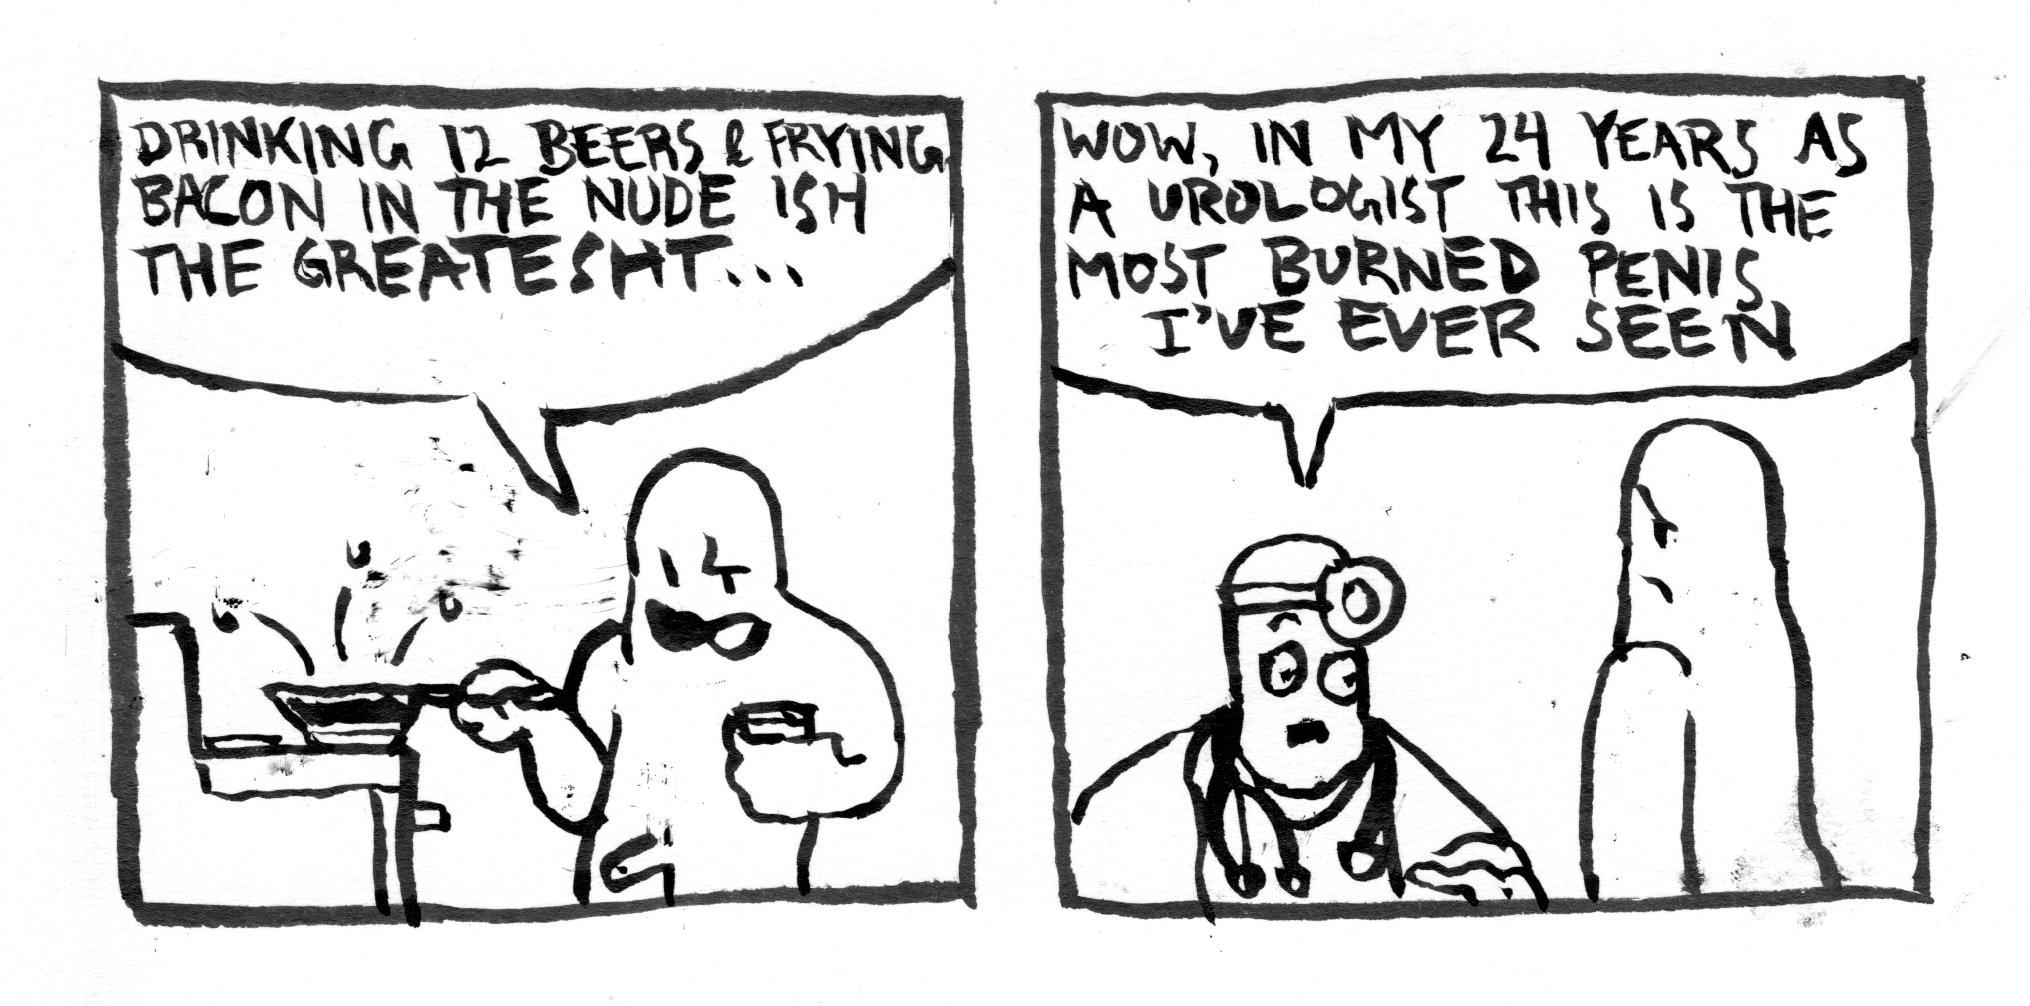 DRINKING 12 BEERS & FRYING
BACON IN THE NUDE ISH
THE GREATESHT...
WOW, IN MY 24 YEARS AS
A UROLOGIST THIS IS THE
MOST BURNED PENIS
I'VE EVER SEEN